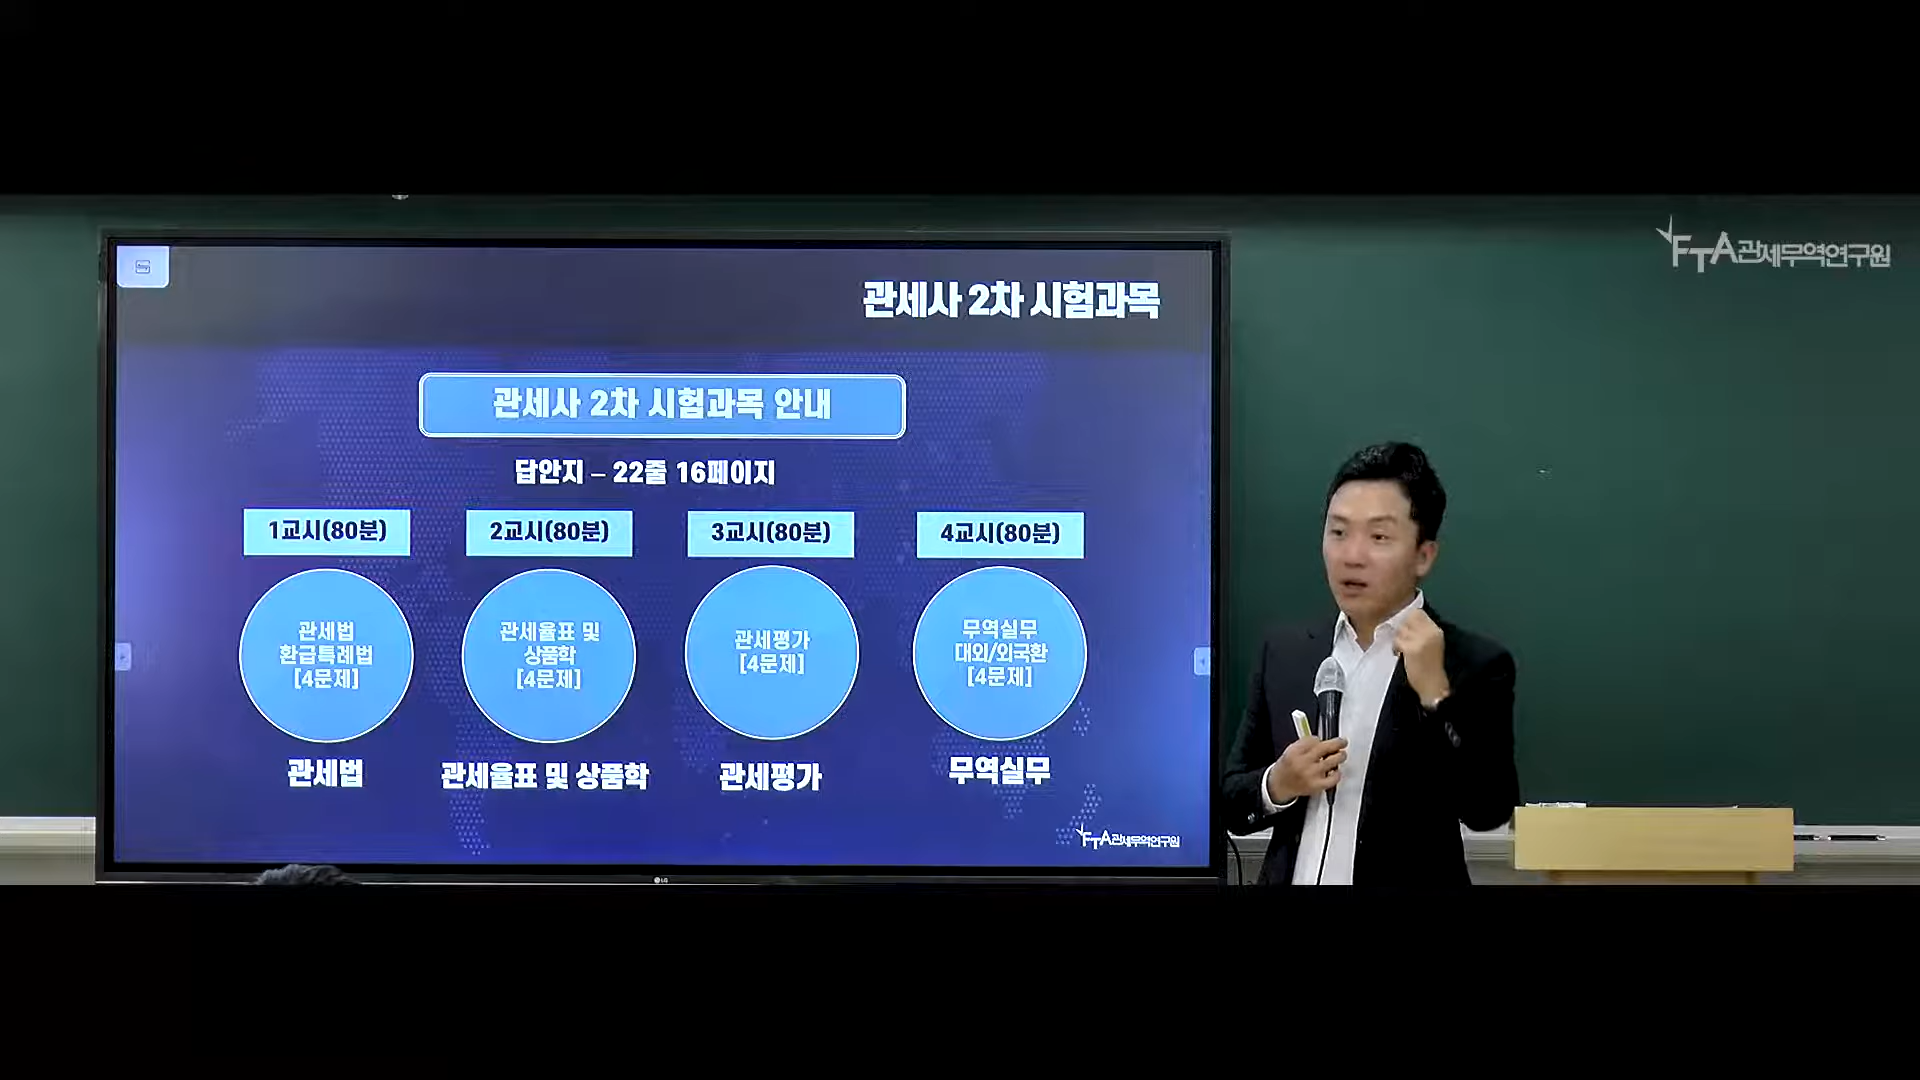 FTA관세무역연구원
관세사 2차 시험과목
관세사 2차 시험과목 안내
답안지 – 22줄 16페이지
1교시(80분)
관세법
환급특례법
[4문제]
관세법
2교시(80분)
관세율표 및
상품학
[4문제]
관세율표 및 상품학
3교시(80분)
관세평가
[4문제]
관세평가
4교시(80분)
무역실무
대외/외국환
[4문제]
무역실무
FTA관세무역연구원
LG